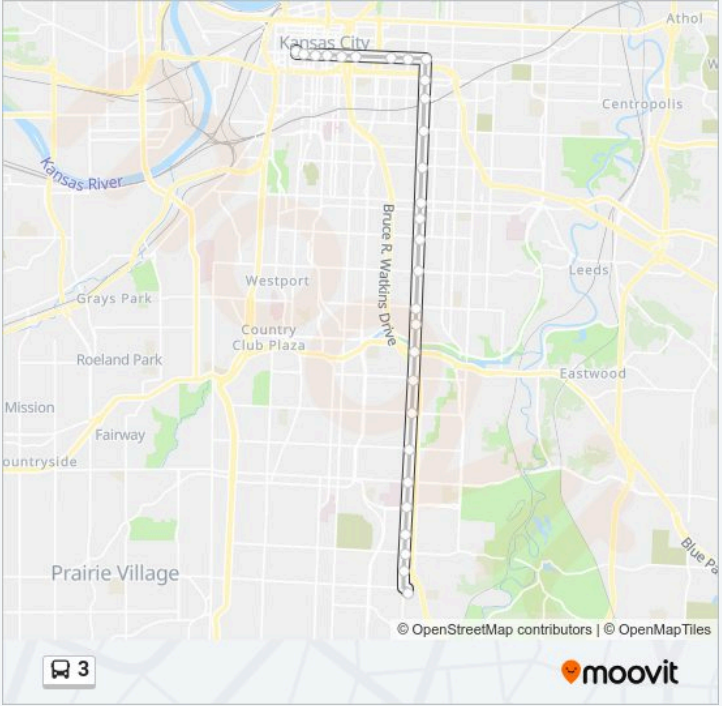 Athol
Kansas City
Centropolis
Kansas River
Bruce R. Watkins Drive
Westport
Leeds
Grays Park
Country
Club Plaza
Roeland Park
Eastwood
Mission
Fairway
ountryside
Blue Pa
Prairie Village
© OpenStreetMap contributors | © OpenMapTiles
3
moovit